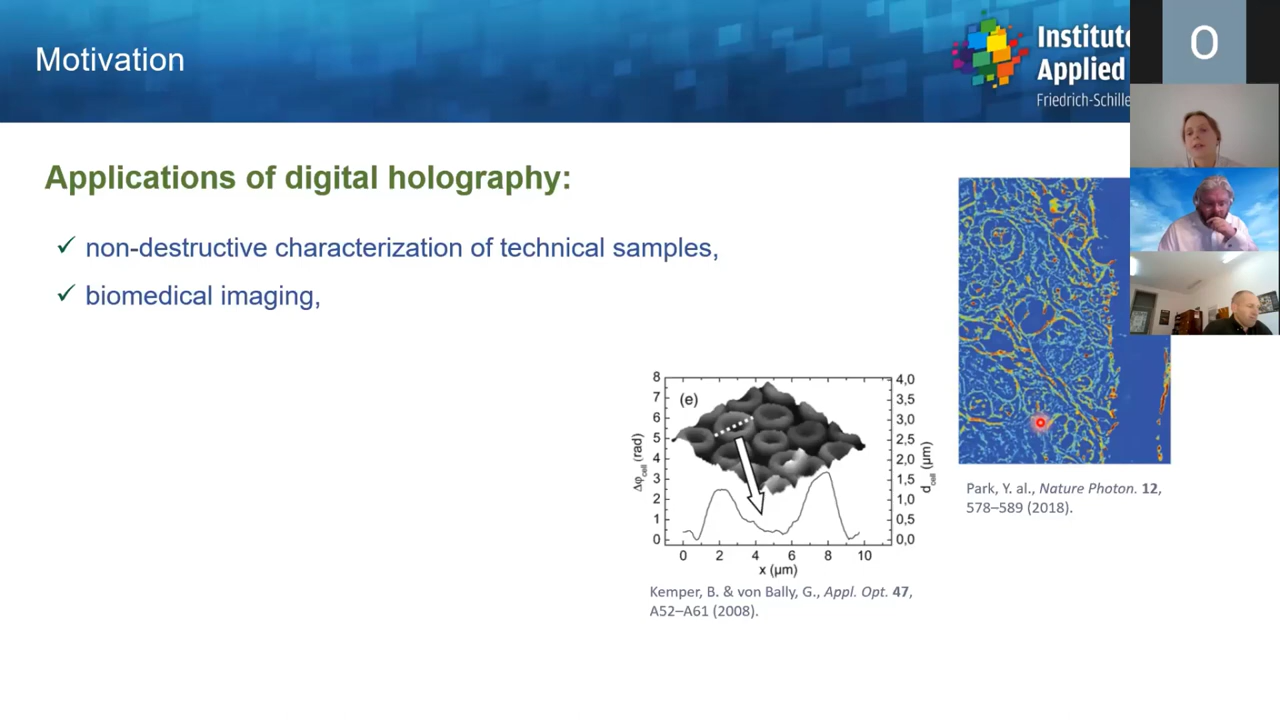 Motivation
Institute
Applied
Friedrich-Schille
O
Applications of digital holography:
✓ non-destructive characterization of technical samples,
✓ biomedical imaging,
(e)
8
7
6
5
4
3
2
1
0
Δφcell (rad)
4,0
3,5
3,0
2,5
2,0
1,5
1,0
0,5
0,0
dcell (µm)
0 2 4 6 8 10
x (µm)
Kemper, B. & von Bally, G., Appl. Opt. 47,
A52–A61 (2008).
Park, Y. al., Nature Photon. 12,
578–589 (2018).